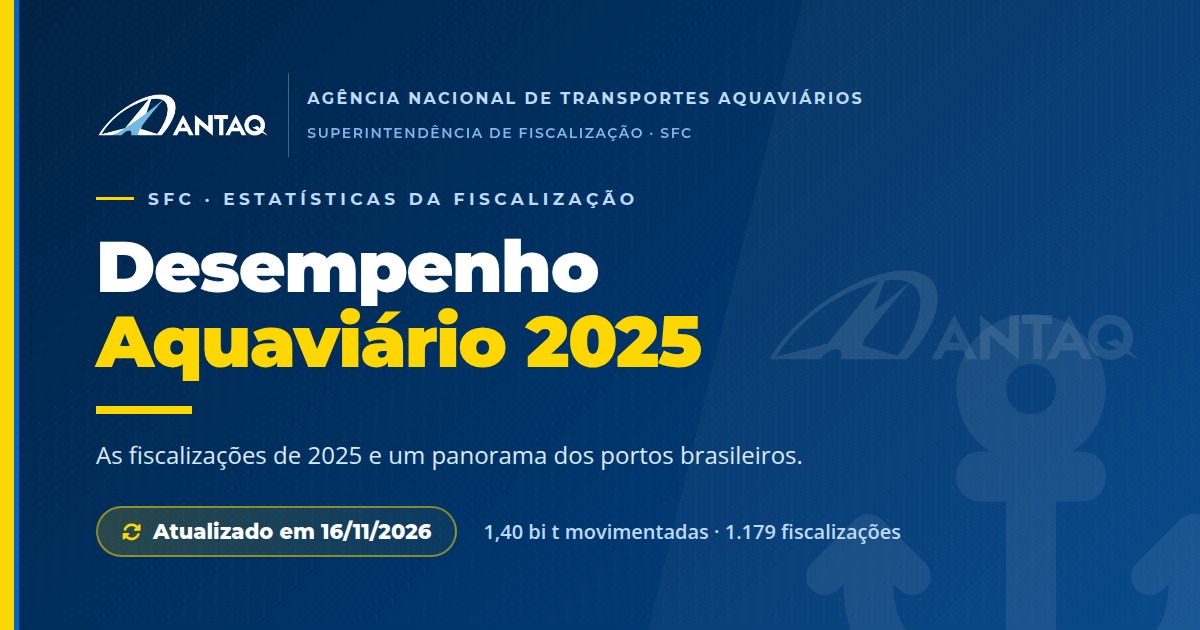 ANTAQ
AGÊNCIA NACIONAL DE TRANSPORTES AQUAVIÁRIOS
SUPERINTENDÊNCIA DE FISCALIZAÇÃO · SFC
SFC · ESTATÍSTICAS DA FISCALIZAÇÃO
Desempenho
Aquaviário 2025
ANTAQ
As fiscalizações de 2025 e um panorama dos portos brasileiros.
Atualizado em 16/11/2026
1,40 bi t movimentadas · 1.179 fiscalizações